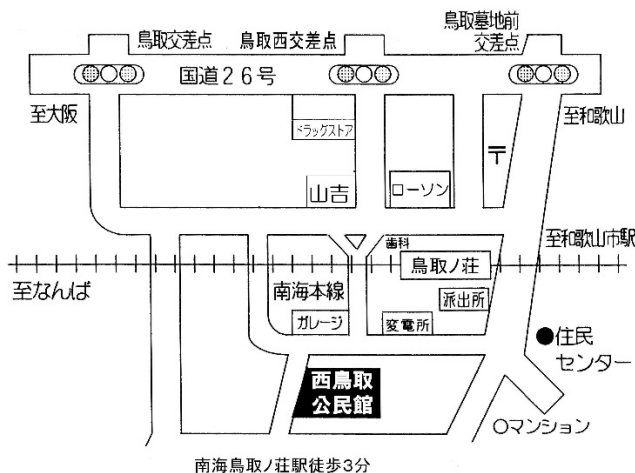 鳥取交差点
鳥取西交差点
鳥取墓地前
交差点
国道26号
至大阪
至和歌山
ドラッグストア
〒
山吉
ローソン
歯科
至和歌山市駅
鳥取ノ荘
至なんば
南海本線
派出所
ガレージ
変電所
●住民
センター
西鳥取
公民館
○マンション
南海鳥取ノ荘駅徒歩3分